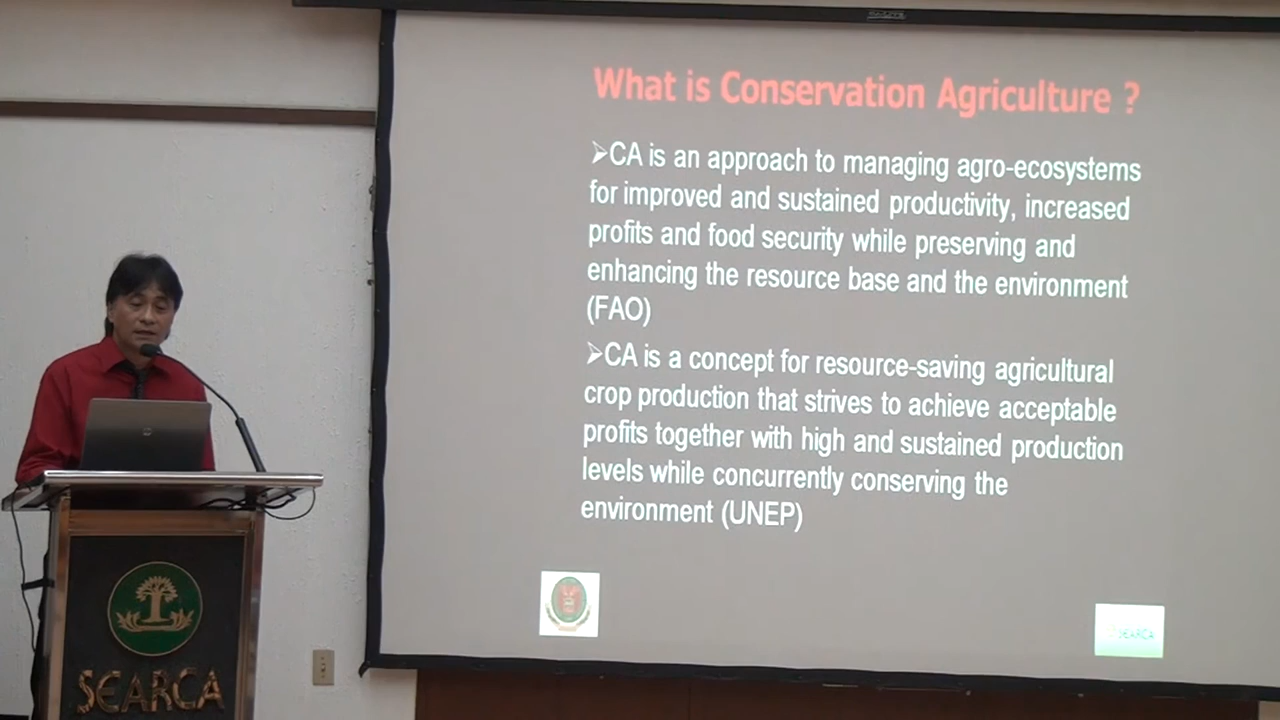 What is Conservation Agriculture ?
➢CA is an approach to managing agro-ecosystems
for improved and sustained productivity, increased
profits and food security while preserving and
enhancing the resource base and the environment
(FAO)
➢CA is a concept for resource-saving agricultural
crop production that strives to achieve acceptable
profits together with high and sustained production
levels while concurrently conserving the
environment (UNEP)
SEARCA
SEARCA